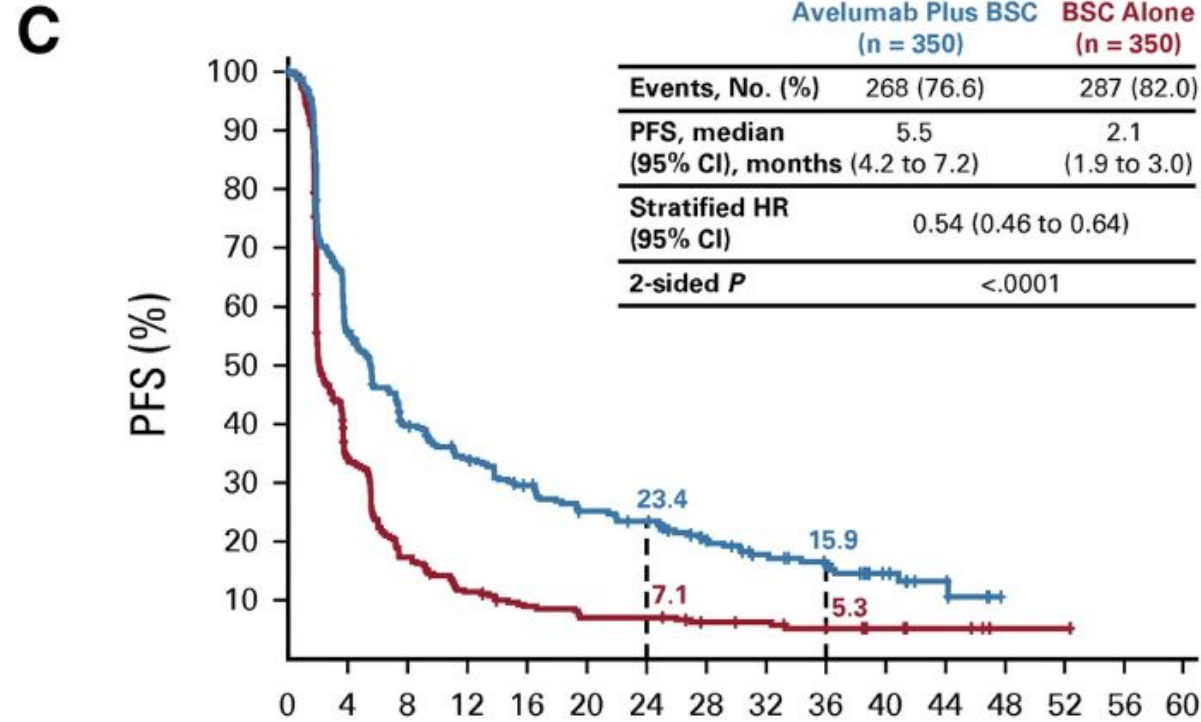 C
Avelumab Plus BSC BSC Alone
(n = 350) (n = 350)
Events, No. (%) 268 (76.6) 287 (82.0)
PFS, median 5.5 2.1
(95% CI), months (4.2 to 7.2) (1.9 to 3.0)
Stratified HR
(95% CI) 0.54 (0.46 to 0.64)
2-sided P <.0001
PFS (%)
100
90
80
70
60
50
40
30
20
10
23.4
15.9
7.1
5.3
0 4 8 12 16 20 24 28 32 36 40 44 48 52 56 60